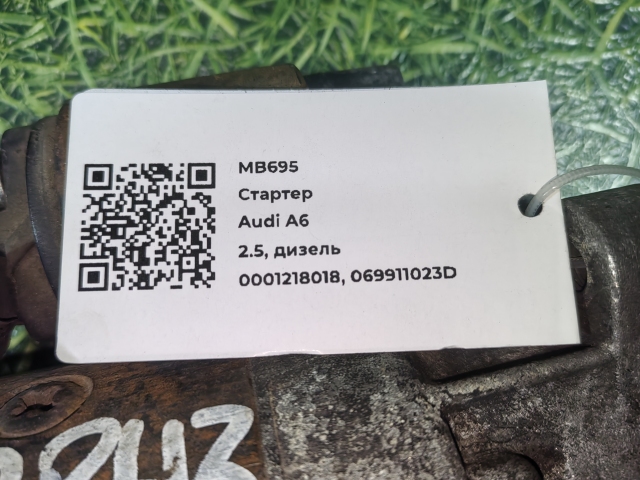 MB695
Стартер
Audi A6
2.5, дизель
0001218018, 069911023D